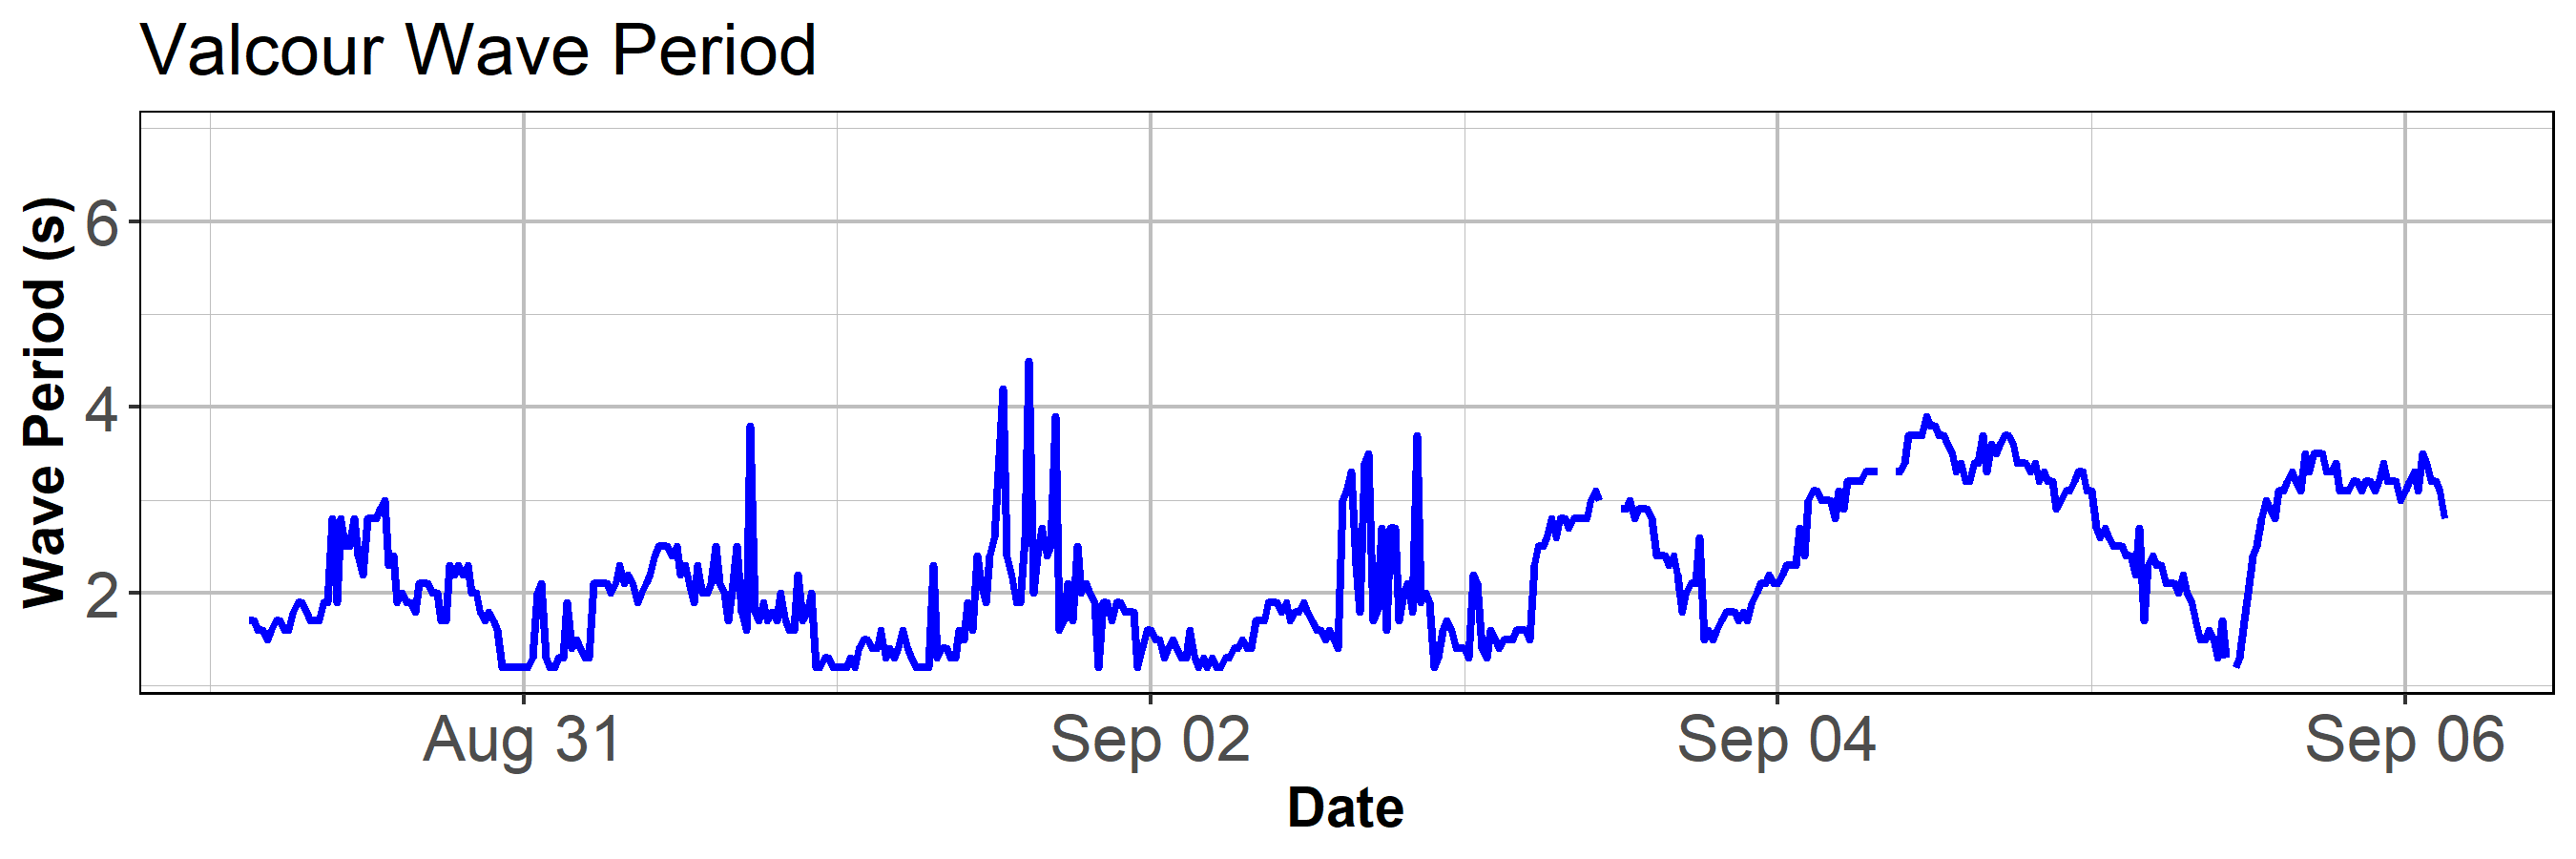 Valcour Wave Period
Wave Period (s)
6
4
2
Aug 31
Sep 02
Sep 04
Sep 06
Date